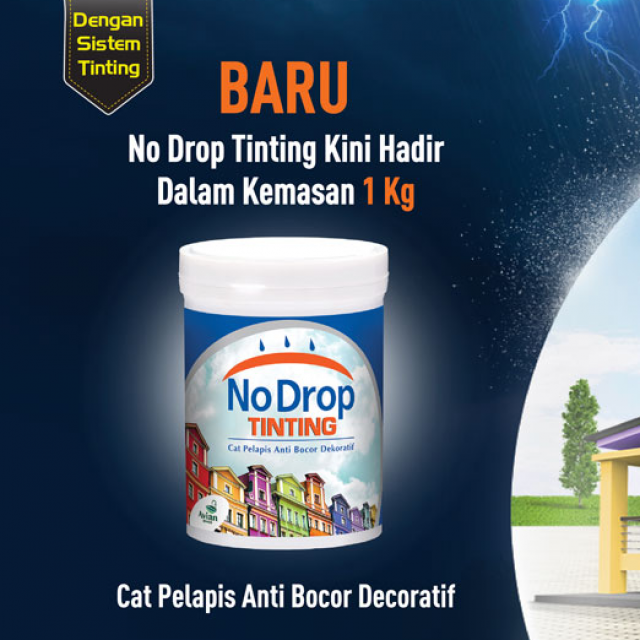 Dengan
Sistem
Tinting
BARU
No Drop Tinting Kini Hadir
Dalam Kemasan 1 Kg
No Drop
TINTING
Cat Pelapis Anti Bocor Dekoratif
Avian
Cat Pelapis Anti Bocor Decoratif